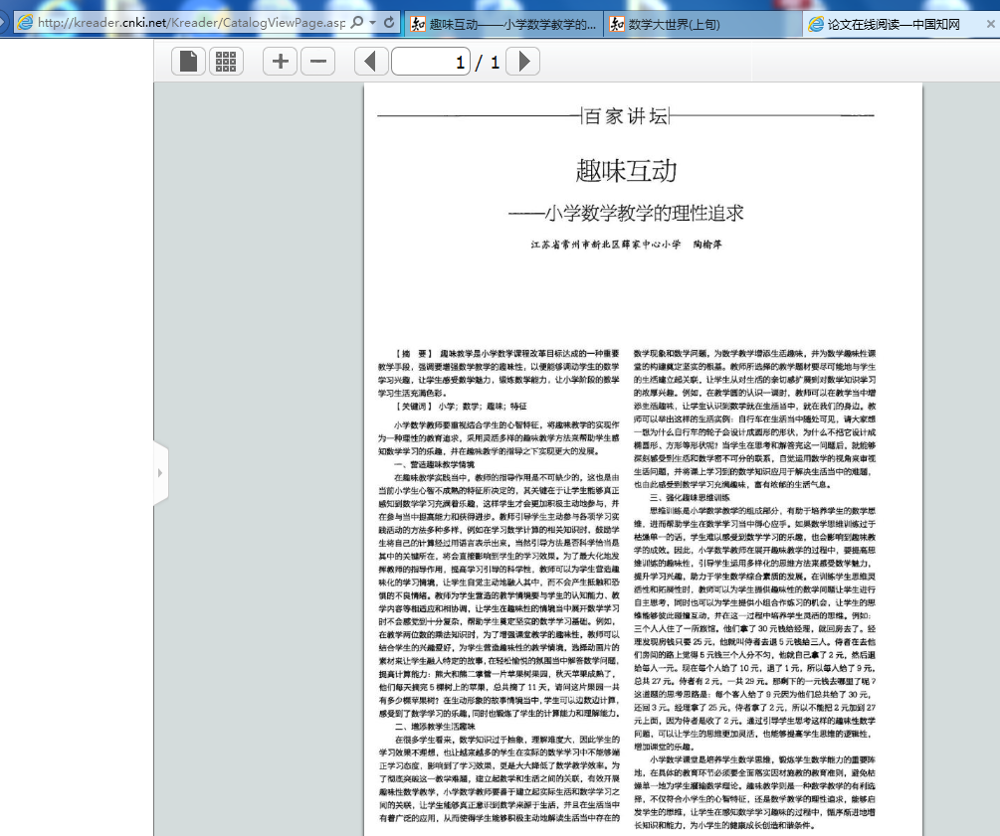 http://kreader.cnki.net/Kreader/CatalogViewPage.asp
趣味互动——小学数学教学的...
数学大世界(上旬)
论文在线阅读—中国知网
1 / 1
百家讲坛
趣味互动
——小学数学教学的理性追求
江苏省常州市新北区薛家中心小学 陶榆萍
【摘 要】 趣味教学是小学数学课程改革目标达成的一种重要
教学手段，强调要增强数学教学的趣味性，以便能够调动学生的数学
学习兴趣，让学生感受数学魅力，锻炼数学能力，让小学阶段的数学
学习生活充满色彩。
【关键词】 小学；数学；趣味；特征
小学数学教师要重视结合学生的心智特征，将趣味教学的实现作
为一种理性的教育追求，采用灵活多样的趣味教学方法来帮助学生感
知数学学习的乐趣，并在趣味教学的指导之下实现更大的发展。
一、营造趣味教学情境
在趣味教学实践当中，教师的指导作用是不可缺少的，这也是由
当前小学生心智不成熟的特征所决定的，其关键在于让学生能够真正
感知到数学学习充满着乐趣，这样学生才会更加积极主动地参与，并
在参与当中提高能力和获得进步。教师引导学生主动参与各项学习实
践活动的方法多种多样，例如在学习数学计算的相关知识时，鼓励学
生将自己的计算经过用语言表示出来，当然引导方法是否科学恰当是
其中的关键所在，将会直接影响到学生的学习效果。为了最大化地发
挥教师的指导作用，提高学习引导的科学性，教师可以为学生营造趣
味化的学习情境，让学生自觉主动地融入其中，而不会产生抵触和恐
惧的不良情绪。教师为学生营造的教学情境要与学生的认知能力、教
学内容等相适应和相协调，让学生在趣味性的情境当中展开数学学习
时不会感觉到十分复杂，帮助学生奠定坚实的数学学习基础。例如，
在教学两位数的乘法知识时，为了增强课堂教学的趣味性，教师可以
结合学生的兴趣爱好，为学生营造趣味性的教学情境，选择动画片的
素材来让学生融入特定的故事，在轻松愉悦的氛围当中解答数学问题，
提高计算能力：熊大和熊二掌管一片苹果树果园，秋天苹果成熟了，
他们每天摘完 5 棵树上的苹果，总共摘了 11 天，请问这片果园一共
有多少棵苹果树？在生动形象的故事情境当中，学生可以边数边计算，
感受到了数学学习的乐趣，同时也锻炼了学生的计算能力和理解能力。
二、增添教学生活趣味
在很多学生看来，数学知识过于抽象，理解难度大，因此学生的
学习效果不理想，也让越来越多的学生在实际的数学学习中不能够端
正学习态度，影响到了学习效果，更是大大降低了数学教学效率。为
了彻底突破这一教学难题，建立起数学和生活之间的关联，有效开展
趣味性数学教学，小学数学教师要善于建立起实际生活和数学学习之
间的关联，让学生能够真正意识到数学来源于生活，并且在生活当中
有着广泛的应用，从而使得学生能够积极主动地解读生活当中存在的
数学现象和数学问题，为数学教学增添生活趣味，并为数学趣味性课
堂的构建奠定坚实的根基。教师所选择的教学题材要尽可能地与学生
的生活建立起关联，让学生从对生活的亲切感扩展到对数学知识学习
的浓厚兴趣。例如，在教学圆的认识一课时，教师可以在教学当中增
添生活趣味，让学生认识到数学就在生活当中，就在我们的身边。教
师可以举出这样的生活实例：自行车在生活当中随处可见，请大家想
一想为什么自行车的轮子会设计成圆形的形状，为什么不把它设计成
椭圆形、方形等形状呢？当学生在思考和解答完这一问题后，就能够
深刻感受到生活和数学密不可分的联系，自觉运用数学的视角来审视
生活问题，并将课上学习到的数学知识应用于解决生活当中的难题，
也由此感受到数学学习充满趣味，富有浓郁的生活气息。
三、强化趣味思维训练
思维训练是小学数学教学的组成部分，有助于培养学生的数学思
维，进而帮助学生在数学学习当中得心应手。如果数学思维训练过于
枯燥单一的话，学生难以感受到数学学习的乐趣，也会影响到趣味教
学的成效。因此，小学数学教师在展开趣味教学的过程中，要提高思
维训练的趣味性，引导学生运用多样化的思维方法来感受数学魅力，
提升学习兴趣，助力于学生数学综合素质的发展。在训练学生思维灵
活性和拓展性时，教师可以为学生提供趣味性的数学问题让学生进行
自主思考，同时也可以为学生提供小组合作练习的机会，让学生的思
维能够彼此碰撞互动，并在这一过程中培养学生灵活的思维。例如：
三个人人住了一所旅馆。他们拿了 30 元钱给经理，就回房去了。经
理发现房钱只要 25 元，他就叫侍者去退 5 元钱给三人。侍者在去他
们房间的路上觉得 5 元钱三个人分不匀，他就自己拿了 2 元，然后退
给每人一元。现在每个人给了 10 元，退了 1 元，所以每人给了 9 元，
总共 27 元。侍者有 2 元，一共 29 元。那剩下的一元钱去哪里了呢？
这道题的思考思路是：每个客人给了 9 元因为他们总共给了 30 元，
还回 3 元。经理拿了 25 元，侍者拿了 2 元，所以不能把 2 元加到 27
元上面，因为侍者是收了 2 元。通过引导学生思考这样的趣味性数学
问题，可以让学生的思维更加灵活，也能够提高学生思维的逻辑性，
增加课堂的乐趣。
小学数学课堂是培养学生数学思维，锻炼学生数学能力的重要阵
地，在具体的教育环节必须要全面落实因材施教的教育准则，避免枯
燥单一地为学生灌输数学理论。趣味教学则是一种数学教学的有利选
择，不仅符合小学生的心智特征，还是数学教学的理性追求，能够启
发学生的思维，让学生在感知数学学习趣味的过程中，循序渐进地增
长知识和能力，为小学生的健康成长创造和谐条件。